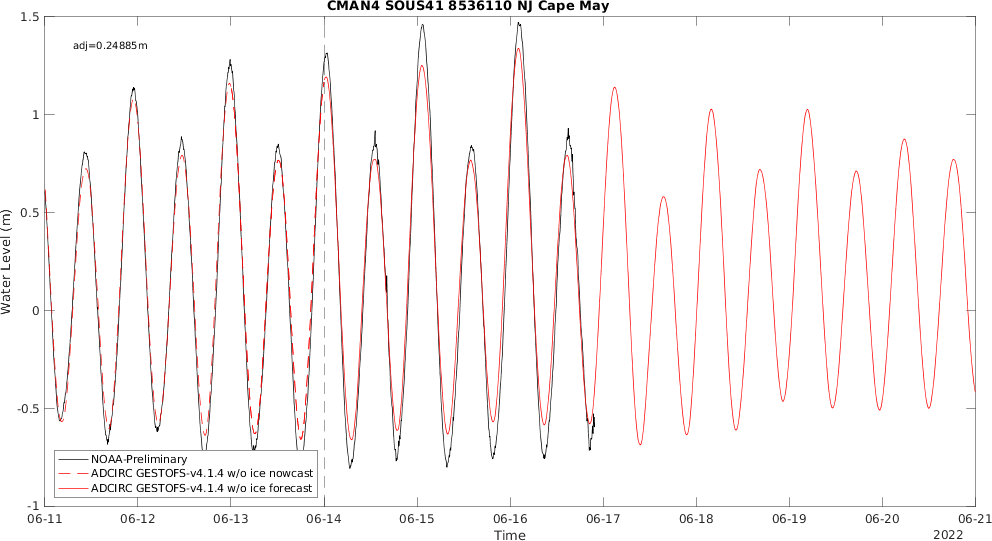 CMAN4 SOUS41 8536110 NJ Cape May
adj=0.24885m
1.5
1
0.5
0
-0.5
-1
Water Level (m)
NOAA-Preliminary
ADCIRC GESTOFS-v4.1.4 w/o ice nowcast
ADCIRC GESTOFS-v4.1.4 w/o ice forecast
06-11 06-12 06-13 06-14 06-15 06-16 06-17 06-18 06-19 06-20 06-21
Time
2022